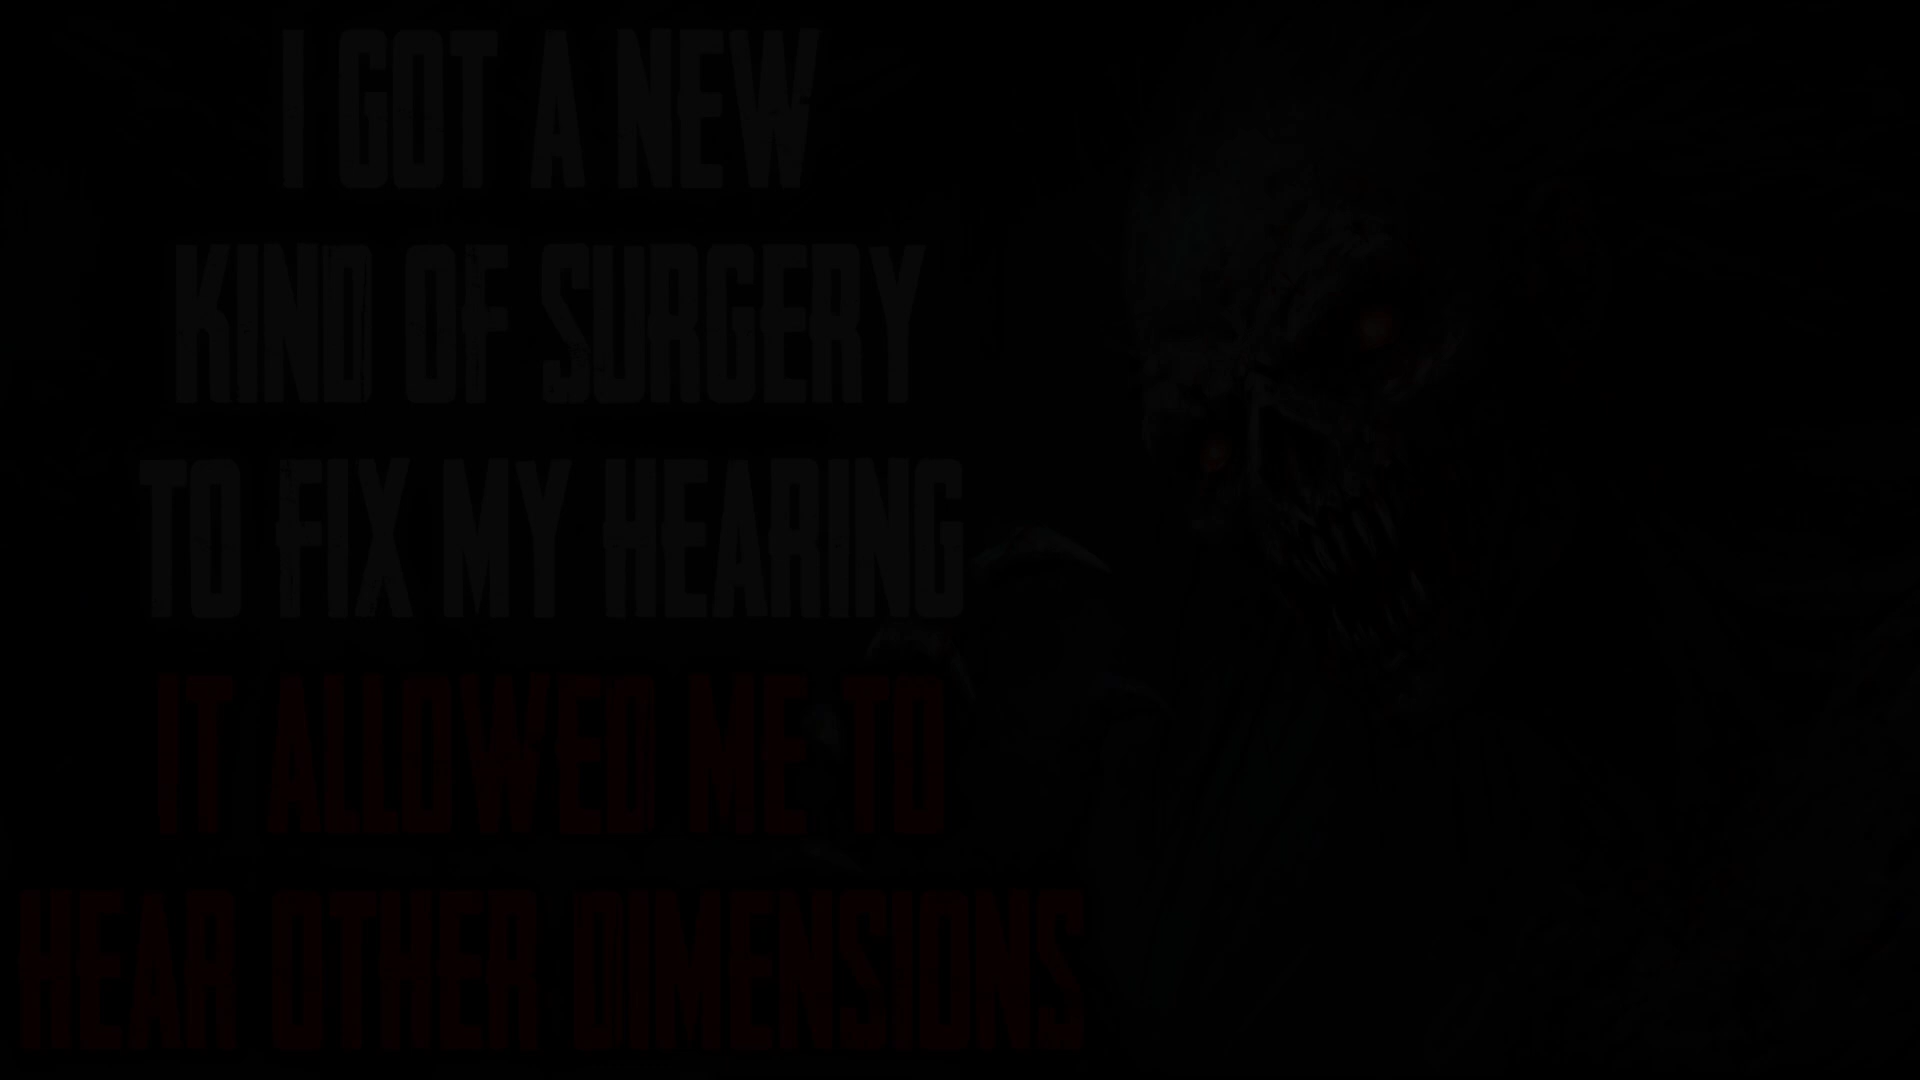 I GOT A NEW
KIND OF SURGERY
TO FIX MY HEARING
IT ALLOWED ME TO
HEAR OTHER DIMENSIONS